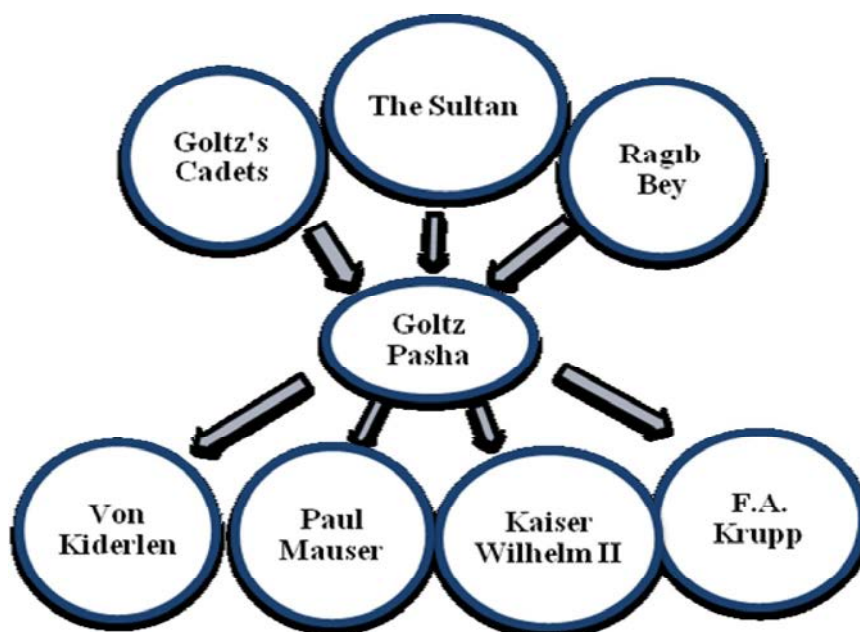 Goltz's
Cadets
The Sultan
Ragıb
Bey
Goltz
Pasha
Von
Kiderlen
Paul
Mauser
Kaiser
Wilhelm II
F.A.
Krupp